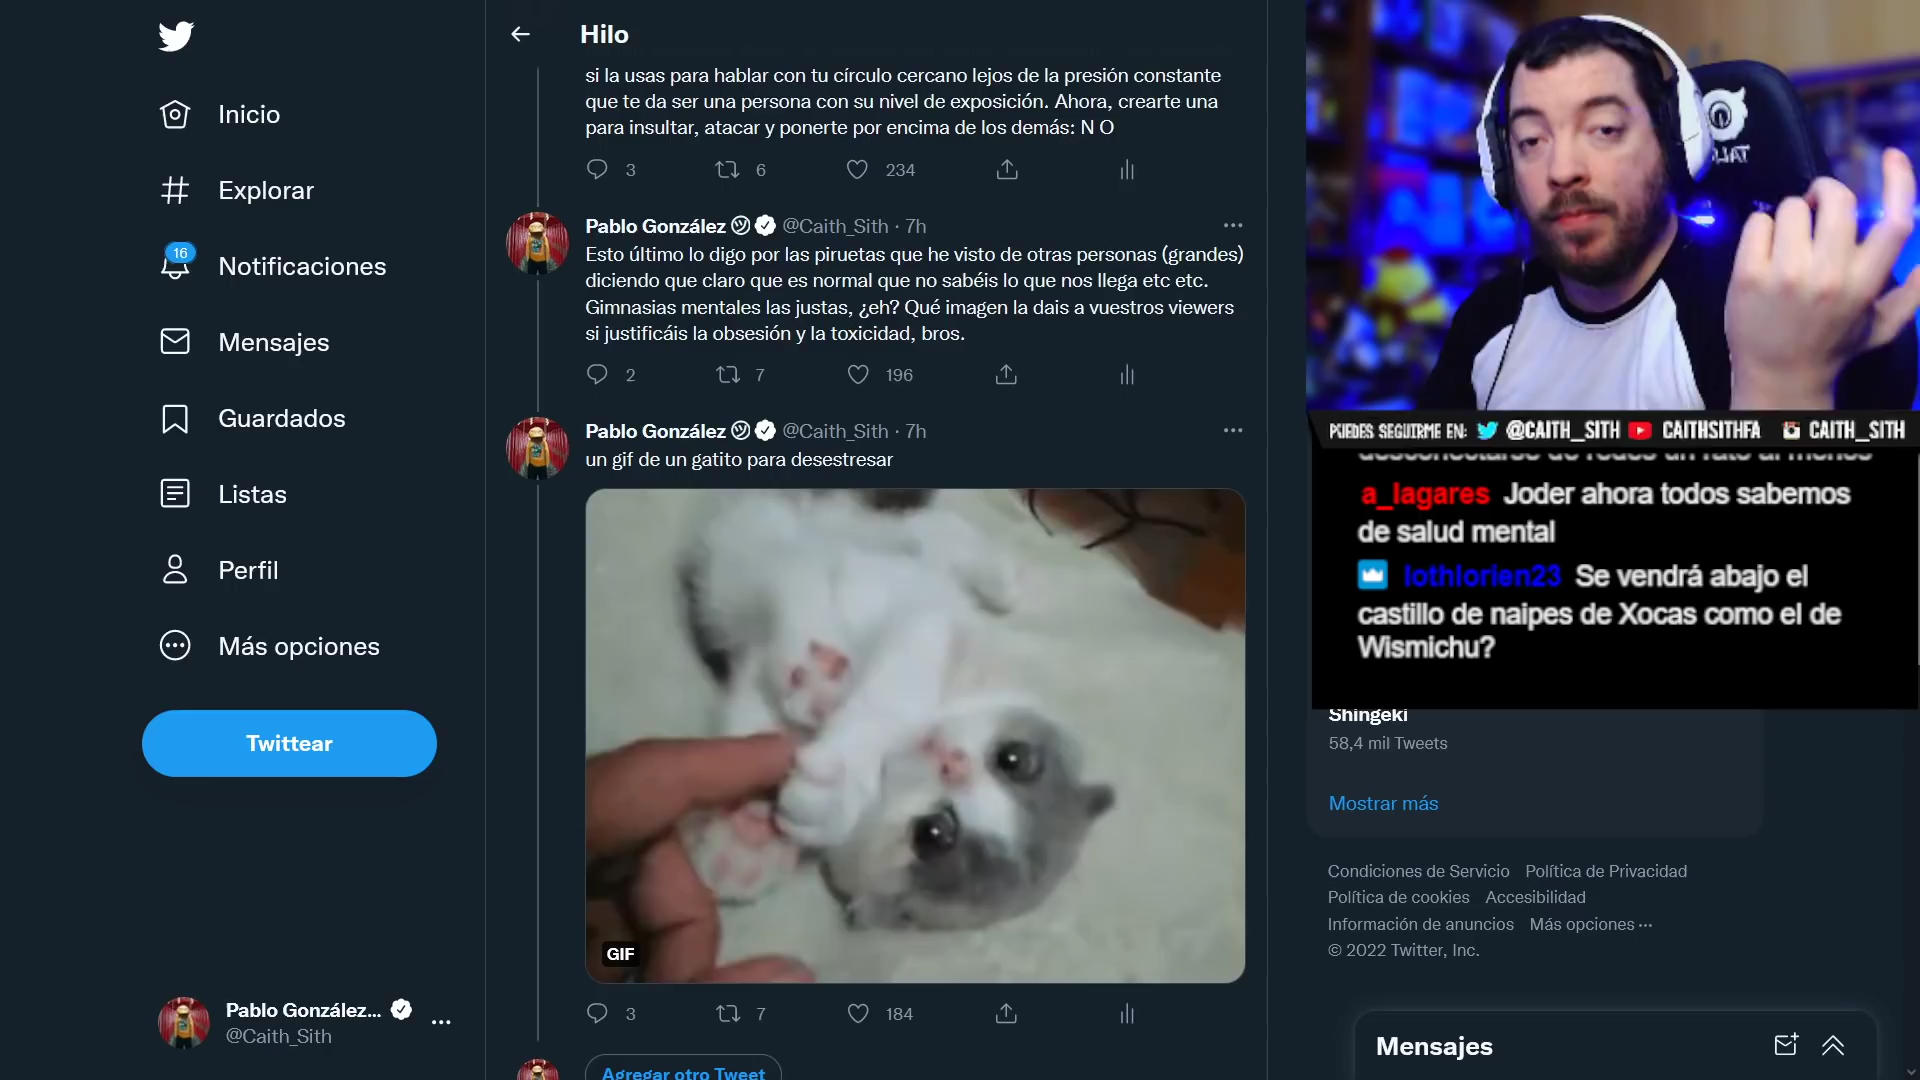 Hilo
si la usas para hablar con tu círculo cercano lejos de la presión constante
que te da ser una persona con su nivel de exposición. Ahora, crearte una
para insultar, atacar y ponerte por encima de los demás: N O
3 6 234
Pablo González @Caith_Sith · 7h
Esto último lo digo por las piruetas que he visto de otras personas (grandes)
diciendo que claro que es normal que no sabéis lo que nos llega etc etc.
Gimnasias mentales las justas, ¿eh? Qué imagen la dais a vuestros viewers
si justificáis la obsesión y la toxicidad, bros.
2 7 196
Pablo González @Caith_Sith · 7h
un gif de un gatito para desestresar
GIF
3 7 184
Agregar otro Tweet
Inicio
Explorar
16
Notificaciones
Mensajes
Guardados
Listas
Perfil
Más opciones
Twittear
Pablo González...
@Caith_Sith
PUEDES SEGUIRME EN: @CAITH_SITH CAITHSITHFA CAITH_SITH
desconectarse de redes un rato al menos
a_lagares Joder ahora todos sabemos
de salud mental
lothlorien23 Se vendrá abajo el
castillo de naipes de Xocas como el de
Wismichu?
Shingeki
58,4 mil Tweets
Mostrar más
Condiciones de Servicio Política de Privacidad
Política de cookies Accesibilidad
Información de anuncios Más opciones ...
© 2022 Twitter, Inc.
Mensajes